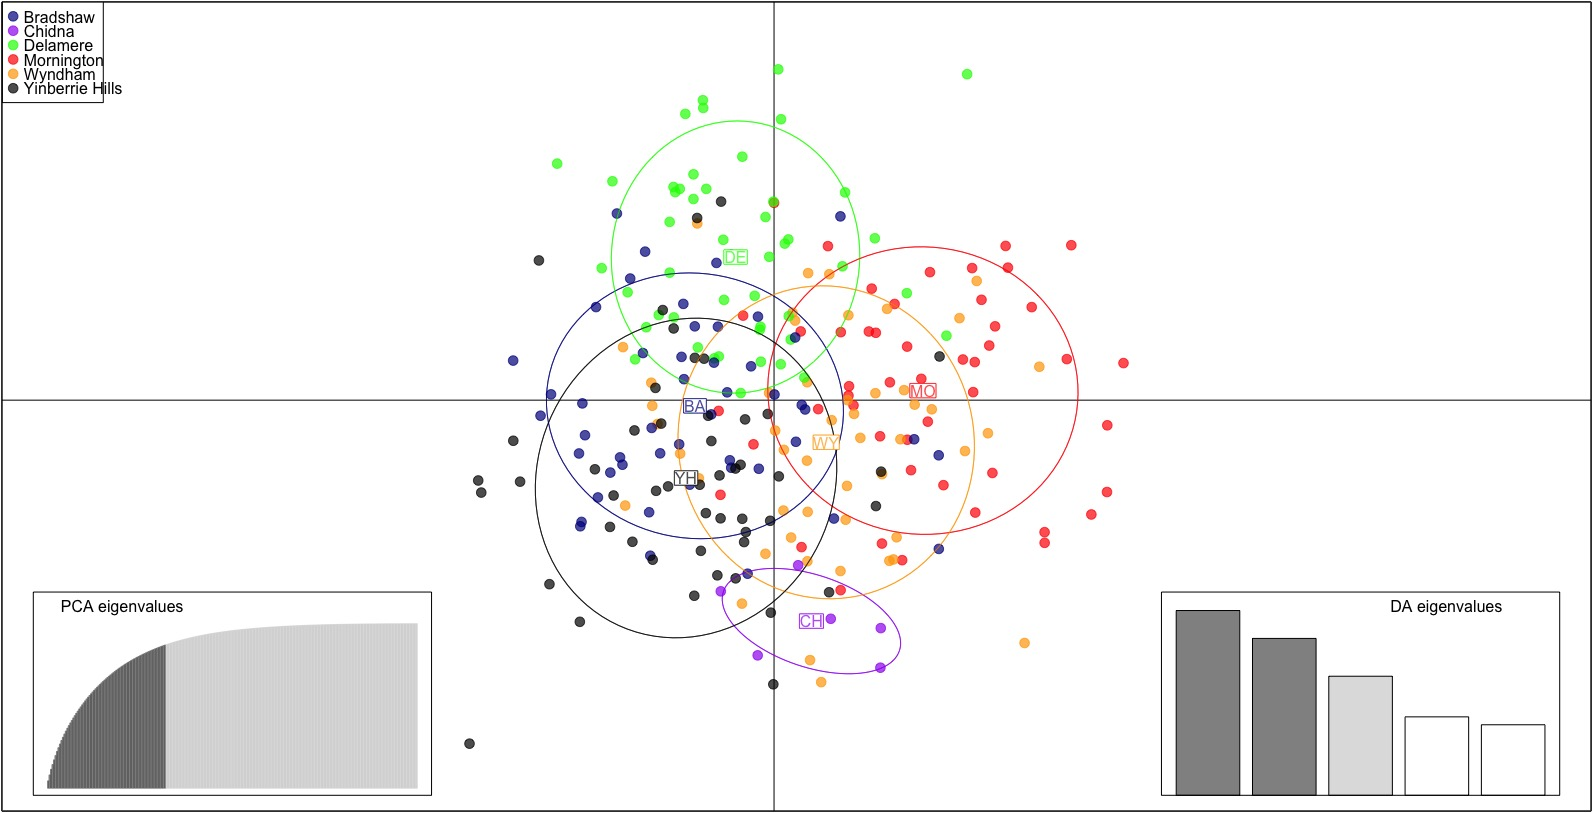 Bradshaw
Chidna
Delamere
Mornington
Wyndham
Yinberrie Hills
DE
MO
BA
WY
YH
CH
PCA eigenvalues
DA eigenvalues